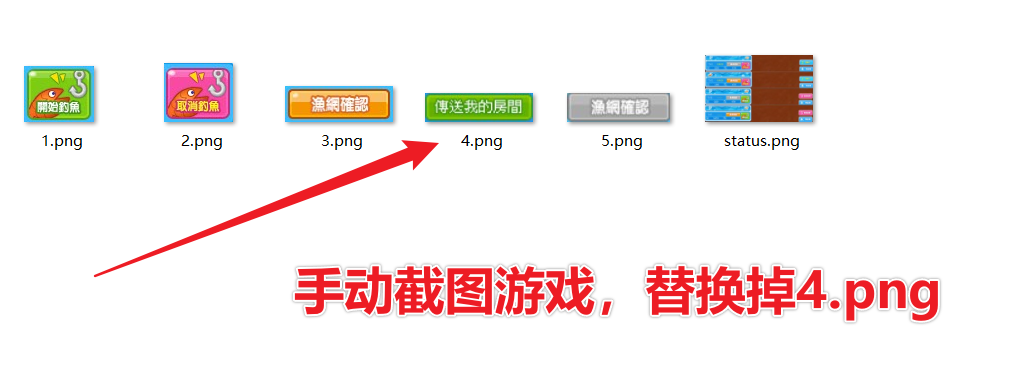 開始釣魚
取消釣魚
漁網確認
傳送我的房間
漁網確認
1.png
2.png
3.png
4.png
5.png
status.png
手动截图游戏，替换掉4.png